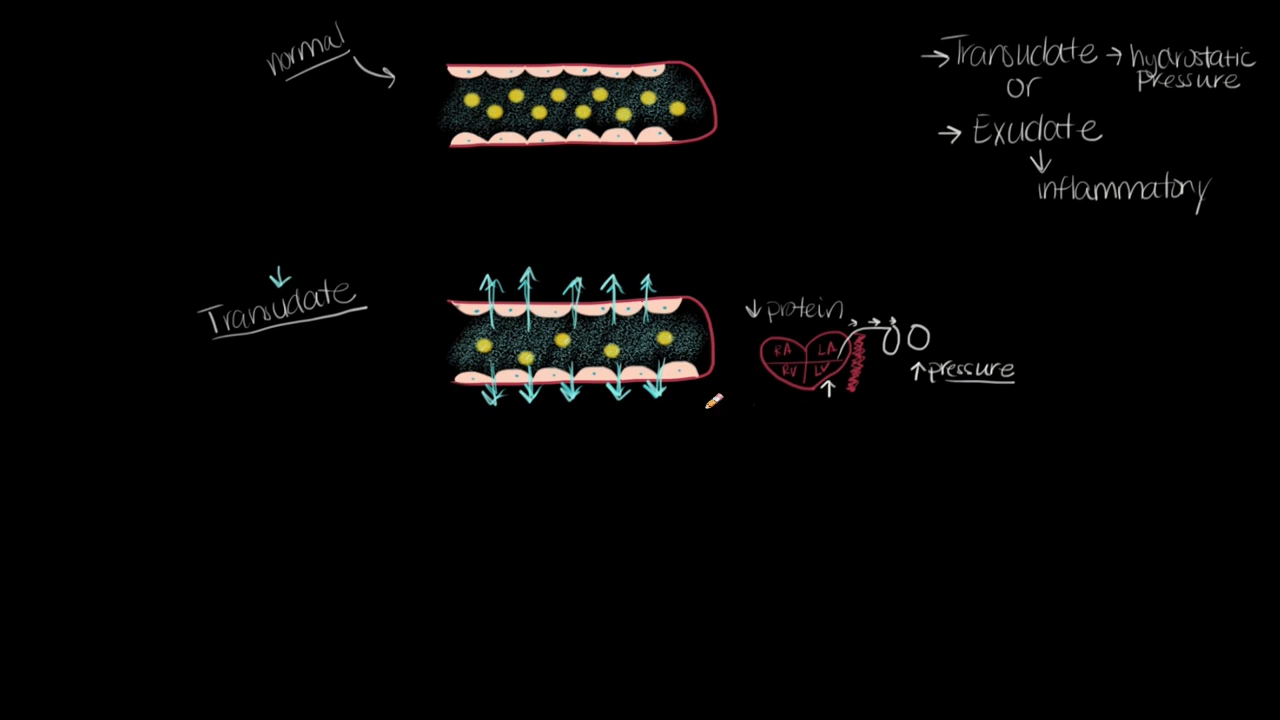 normal
→Transudate → hydrostatic
pressure
or
→ Exudate
↓
inflammatory
↓
Transudate
↓ protein
RA LA
RV LV
↑
↑pressure